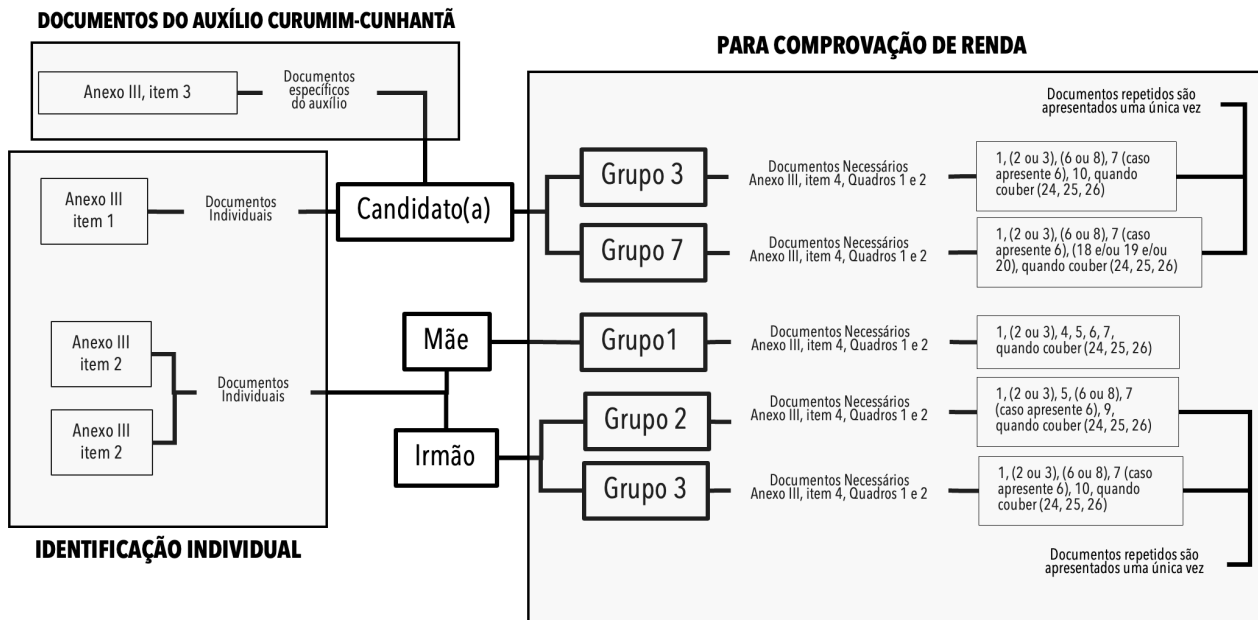 DOCUMENTOS DO AUXÍLIO CURUMIM-CUNHANTÃ
Anexo III, item 3
Documentos
específicos
do auxílio
Anexo III
item 1
Documentos
Individuais
Candidato(a)
Anexo III
item 2
Anexo III
item 2
Documentos
Individuais
Mãe
Irmão
IDENTIFICAÇÃO INDIVIDUAL
PARA COMPROVAÇÃO DE RENDA
Documentos repetidos são
apresentados uma única vez
Grupo 3
Documentos Necessários
Anexo III, item 4, Quadros 1 e 2
1, (2 ou 3), (6 ou 8), 7 (caso
apresente 6), 10, quando
couber (24, 25, 26)
Grupo 7
Documentos Necessários
Anexo III, item 4, Quadros 1 e 2
1, (2 ou 3), (6 ou 8), 7 (caso
apresente 6), (18 e/ou 19 e/ou
20), quando couber (24, 25, 26)
Grupo1
Documentos Necessários
Anexo III, item 4, Quadros 1 e 2
1, (2 ou 3), 4, 5, 6, 7,
quando couber (24, 25, 26)
Grupo 2
Documentos Necessários
Anexo III, item 4, Quadros 1 e 2
1, (2 ou 3), 5, (6 ou 8), 7
(caso apresente 6), 9,
quando couber (24, 25, 26)
Grupo 3
Documentos Necessários
Anexo III, item 4, Quadros 1 e 2
1, (2 ou 3), (6 ou 8), 7 (caso
apresente 6), 10, quando
couber (24, 25, 26)
Documentos repetidos são
apresentados uma única vez